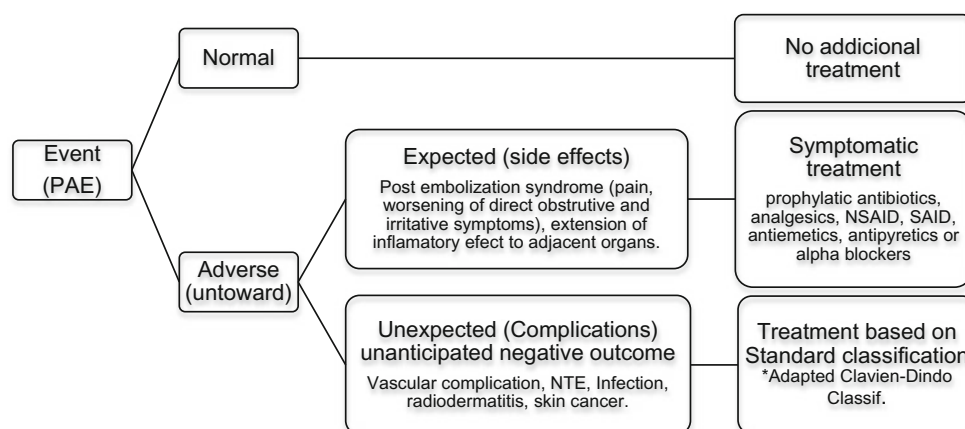 Normal
No addicional
treatment
Event
(PAE)
Expected (side effects)
Post embolization syndrome (pain,
worsening of direct obstrutive and
irritative symptoms), extension of
inflamatory efect to adjacent organs.
Symptomatic
treatment
prophylatic antibiotics,
analgesics, NSAID, SAID,
antiemetics, antipyretics or
alpha blockers
Adverse
(untoward)
Unexpected (Complications)
unanticipated negative outcome
Vascular complication, NTE, Infection,
radiodermatitis, skin cancer.
Treatment based on
Standard classification
*Adapted Clavien-Dindo
Classif.